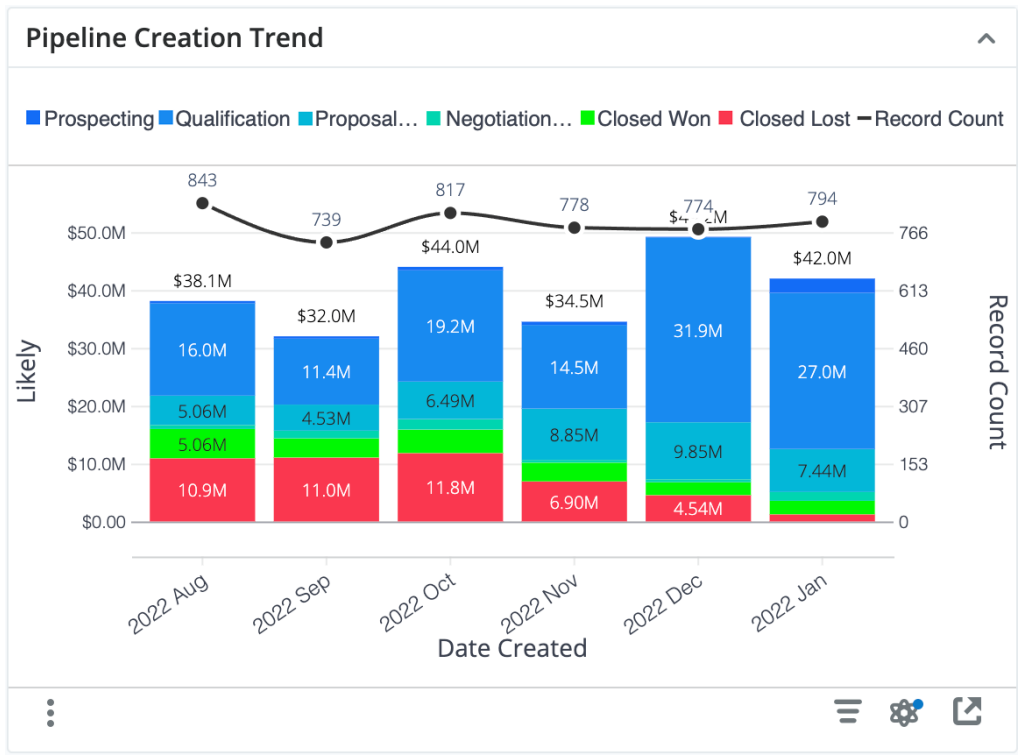 Pipeline Creation Trend
Prospecting Qualification Proposal... Negotiation... Closed Won Closed Lost Record Count
843 739 817 778 774 794
$38.1M $32.0M $44.0M $34.5M $42.0M
$50.0M
$40.0M
$30.0M
$20.0M
$10.0M
$0.00
Likely
16.0M 11.4M 19.2M 14.5M 31.9M 27.0M
5.06M 4.53M 6.49M 8.85M 9.85M 7.44M
5.06M
10.9M 11.0M 11.8M 6.90M 4.54M
766
613
460
307
153
0
Record Count
2022 Aug 2022 Sep 2022 Oct 2022 Nov 2022 Dec 2022 Jan
Date Created